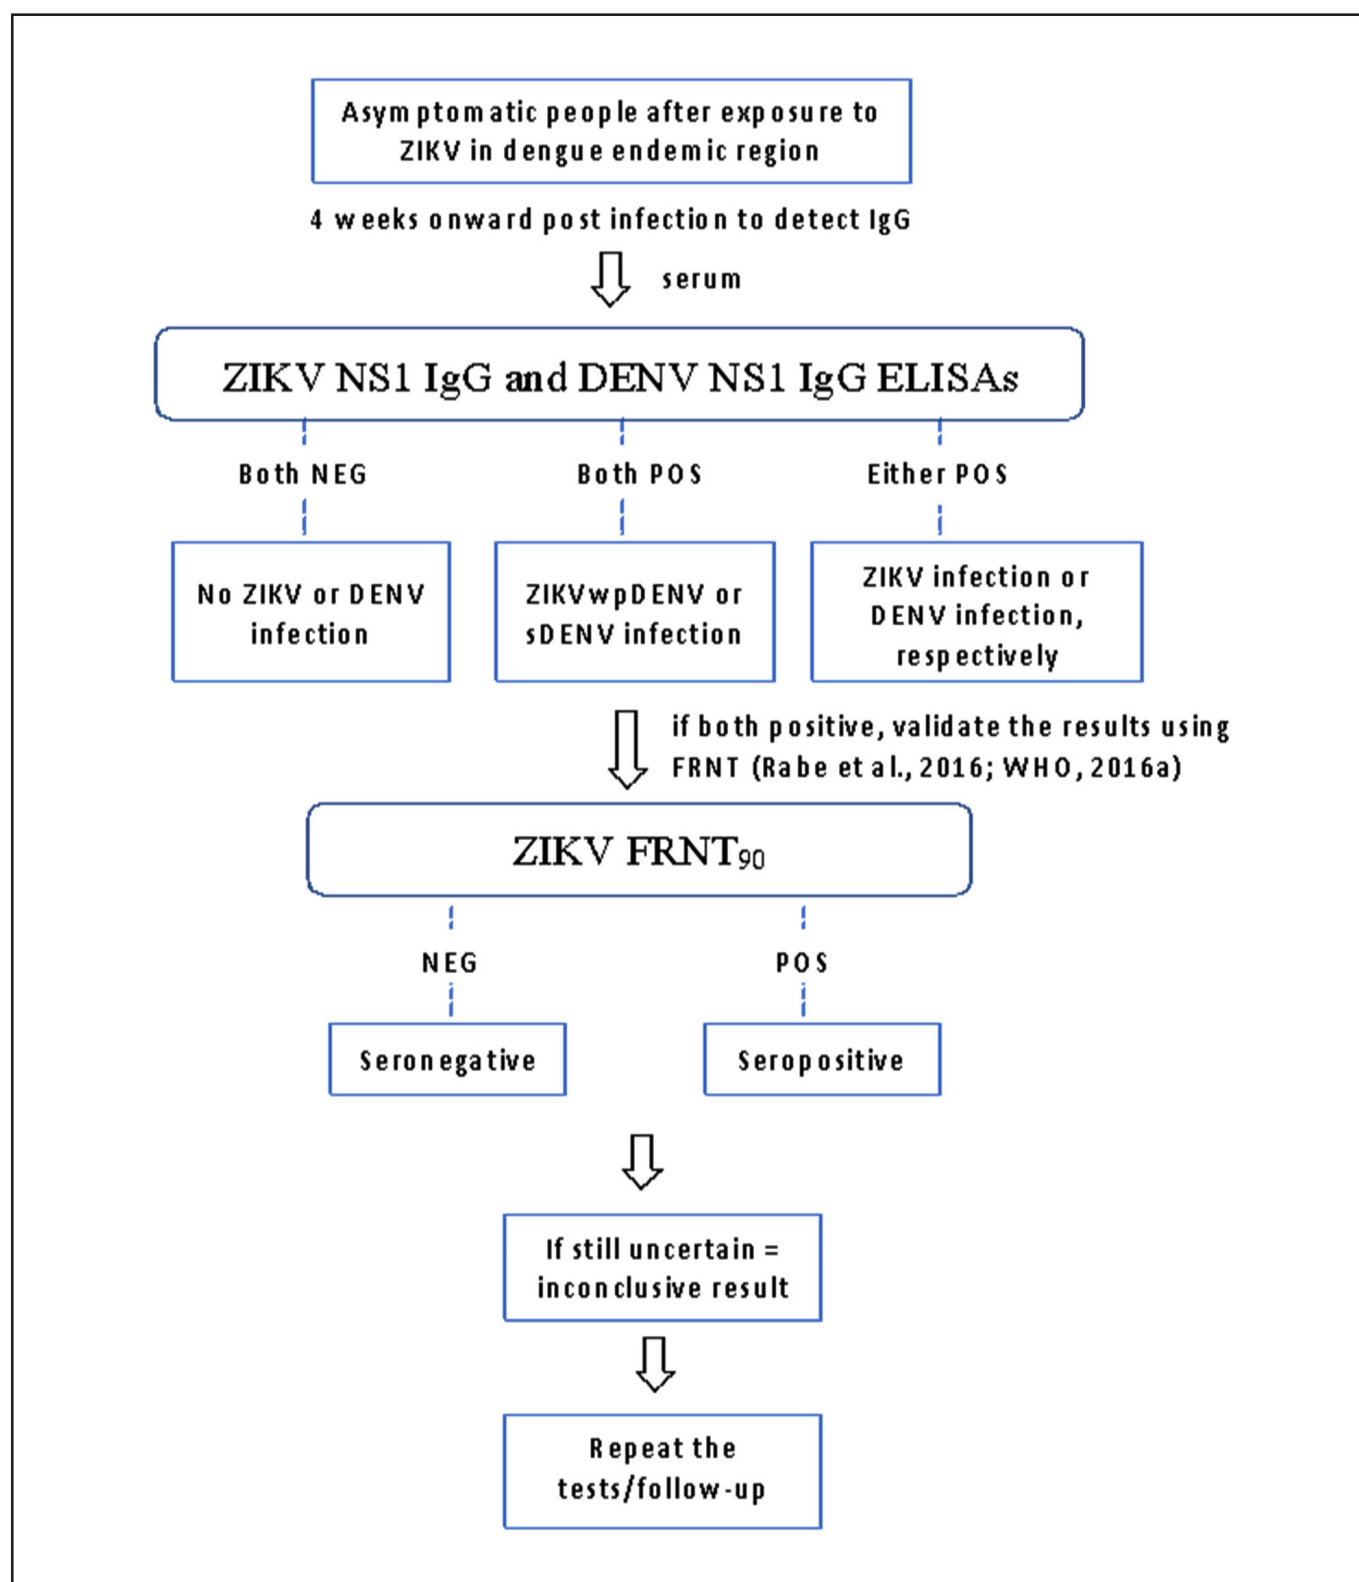 Asymptomatic people after exposure to
ZIKV in dengue endemic region
4 weeks onward post infection to detect IgG
serum
ZIKV NS1 IgG and DENV NS1 IgG ELISAs
Both NEG
Both POS
Either POS
No ZIKV or DENV
infection
ZIKVwpDENV or
sDENV infection
ZIKV infection or
DENV infection,
respectively
if both positive, validate the results using
FRNT (Rabe et al., 2016; WHO, 2016a)
ZIKV FRNT₉₀
NEG
POS
Seronegative
Seropositive
If still uncertain =
inconclusive result
Repeat the
tests/follow-up